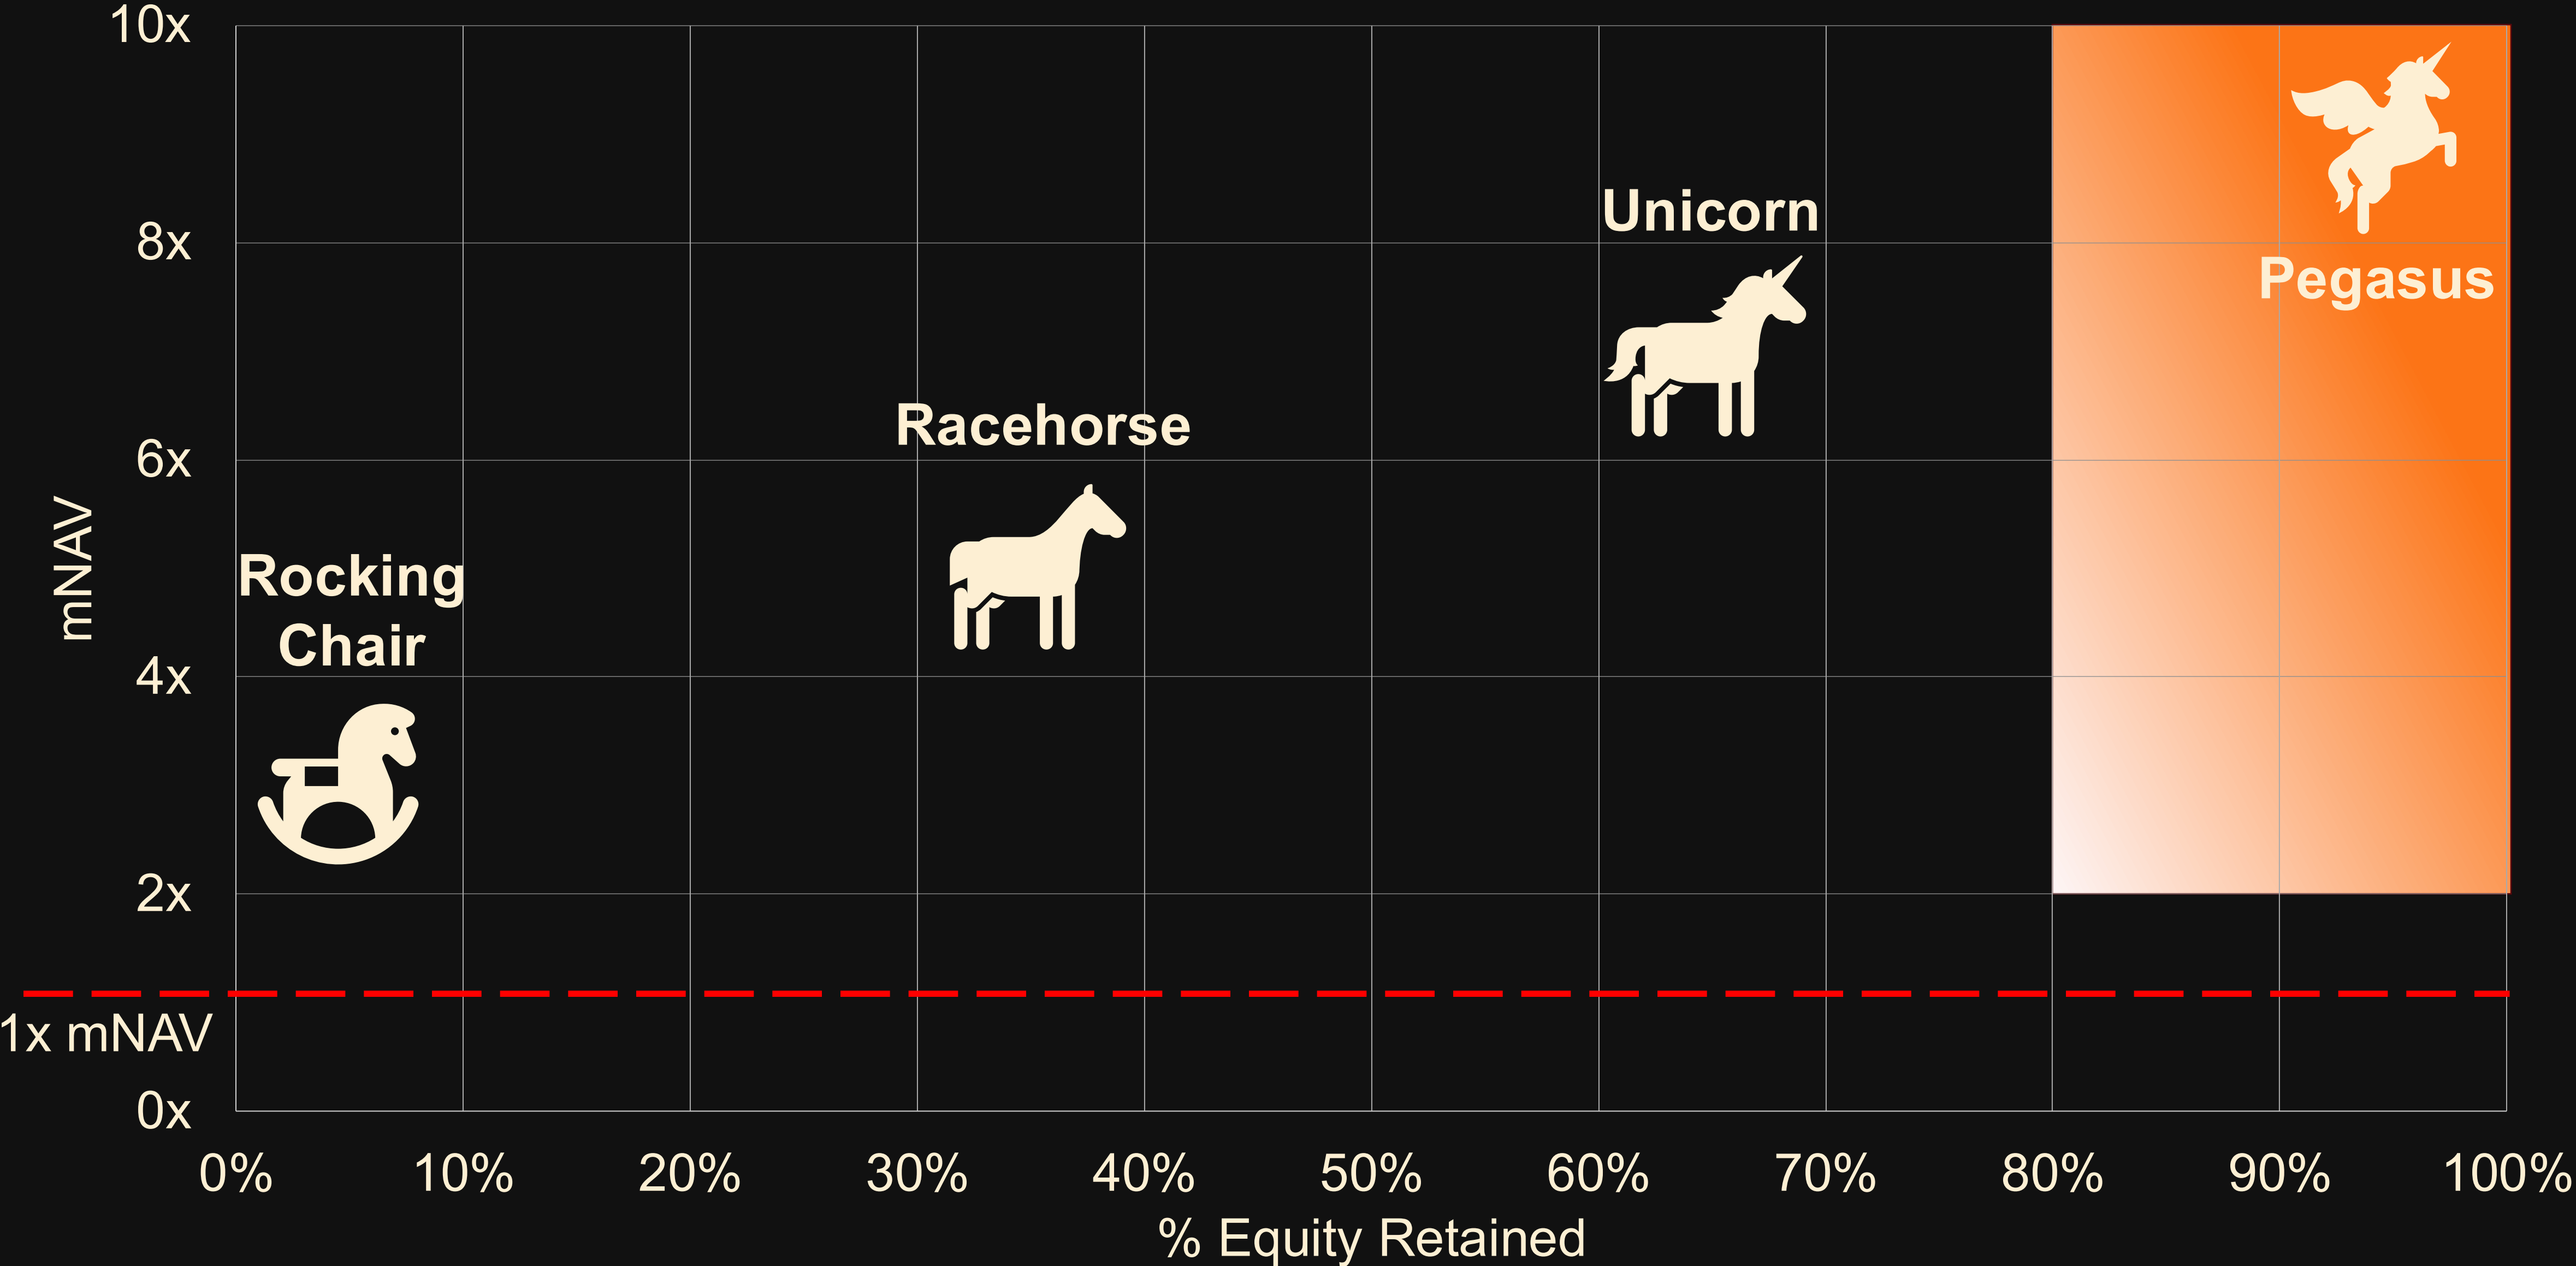 10x
8x
6x
4x
2x
0x
mNAV
1x mNAV
Rocking
Chair
Racehorse
Unicorn
Pegasus
0% 10% 20% 30% 40% 50% 60% 70% 80% 90% 100%
% Equity Retained